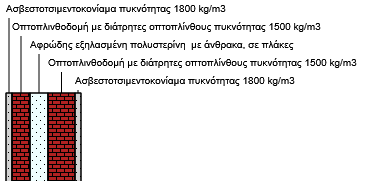 Ασβεστοτσιμεντοκονίαμα πυκνότητας 1800 kg/m3
Οπτοπλινθοδομή με διάτρητες οπτοπλίνθους πυκνότητας 1500 kg/m3
Αφρώδης εξηλασμένη πολυστερίνη με άνθρακα, σε πλάκες
Οπτοπλινθοδομή με διάτρητες οπτοπλίνθους πυκνότητας 1500 kg/m3
Ασβεστοτσιμεντοκονίαμα πυκνότητας 1800 kg/m3